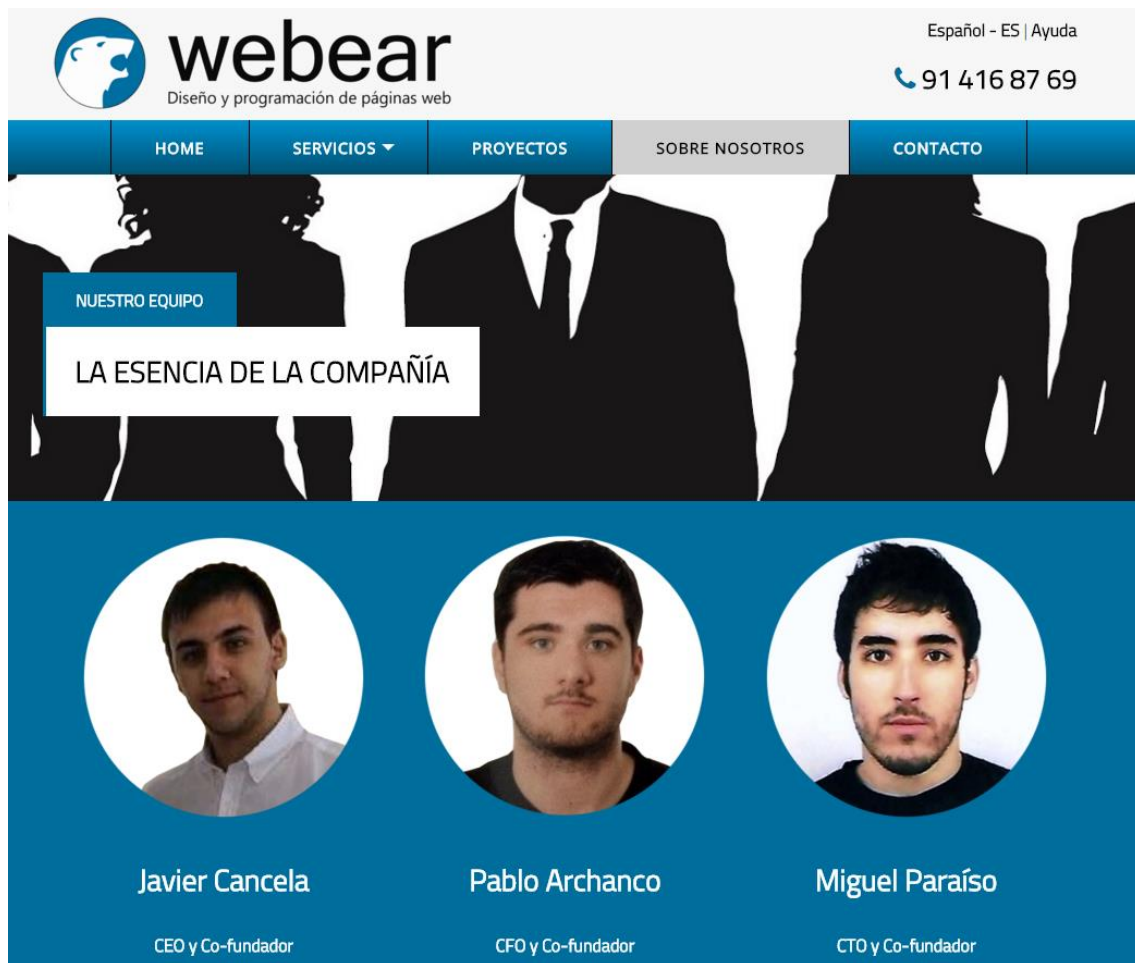 webear
Diseño y programación de páginas web
Español - ES | Ayuda
91 416 87 69
HOME
SERVICIOS
PROYECTOS
SOBRE NOSOTROS
CONTACTO
NUESTRO EQUIPO
LA ESENCIA DE LA COMPAÑÍA
Javier Cancela
Pablo Archanco
Miguel Paraíso
CEO y Co-fundador
CFO y Co-fundador
CTO y Co-fundador